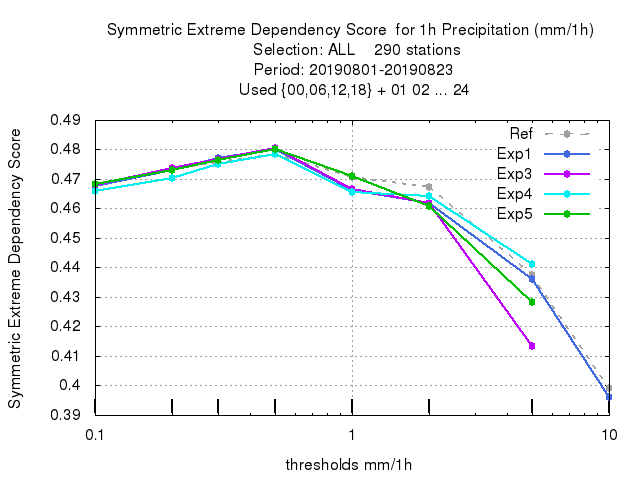 Symmetric Extreme Dependency Score for 1h Precipitation (mm/1h)
Selection: ALL 290 stations
Period: 20190801-20190823
Used {00,06,12,18} + 01 02 ... 24
Symmetric Extreme Dependency Score
0.49
0.48
0.47
0.46
0.45
0.44
0.43
0.42
0.41
0.4
0.39
Ref
Exp1
Exp3
Exp4
Exp5
0.1
1
10
thresholds mm/1h